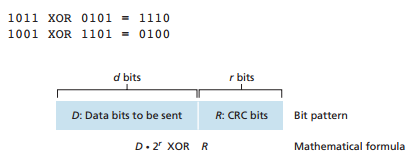 1011 XOR 0101 = 1110
1001 XOR 1101 = 0100
d bits r bits
D: Data bits to be sent R: CRC bits Bit pattern
D • 2^r XOR R Mathematical formula